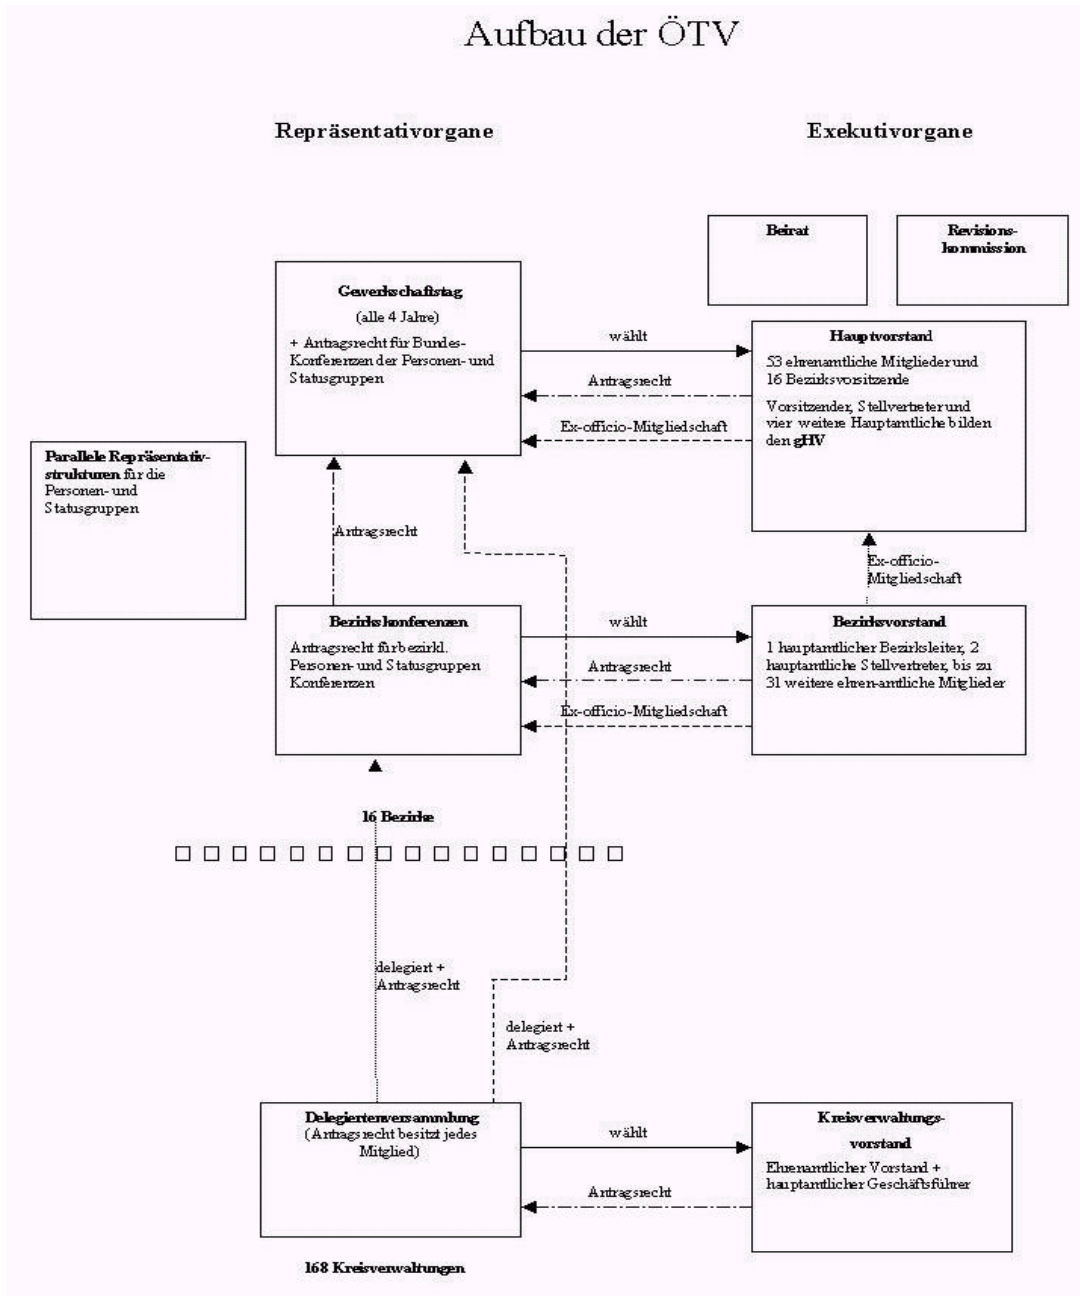 Aufbau der ÖTV
Repräsentativorgane
Exekutivorgane
Beirat
Revisions-
kommission
Gewerkschaftstag
(alle 4 Jahre)
+ Antragsrecht für Bundes-
Konferenzen der Personen- und
Statusgruppen
wählt
Antragsrecht
Ex-officio-Mitgliedschaft
Hauptvorstand
53 ehrenamtliche Mitglieder und
16 Bezirksvorsitzende
Vorsitzender, Stellvertreter und
vier weitere Hauptamtliche bilden
den gHV
Parallele Repräsentativ-
strukturen für die
Personen- und
Statusgruppen
Antragsrecht
Ex-officio-
Mitgliedschaft
Bezirkskonferenzen
Antragsrecht für bezirkl.
Personen- und Statusgruppen
Konferenzen
wählt
Antragsrecht
Ex-officio-Mitgliedschaft
Bezirksvorstand
1 hauptamtlicher Bezirksleiter, 2
hauptamtliche Stellvertreter, bis zu
31 weitere ehren-amtliche Mitglieder
16 Bezirke
delegiert +
Antragsrecht
delegiert +
Antragsrecht
Delegiertenversammlung
(Antragsrecht besitzt jedes
Mitglied)
wählt
Antragsrecht
Kreisverwaltungs-
vorstand
Ehrenamtlicher Vorstand +
hauptamtlicher Geschäftsführer
168 Kreisverwaltungen